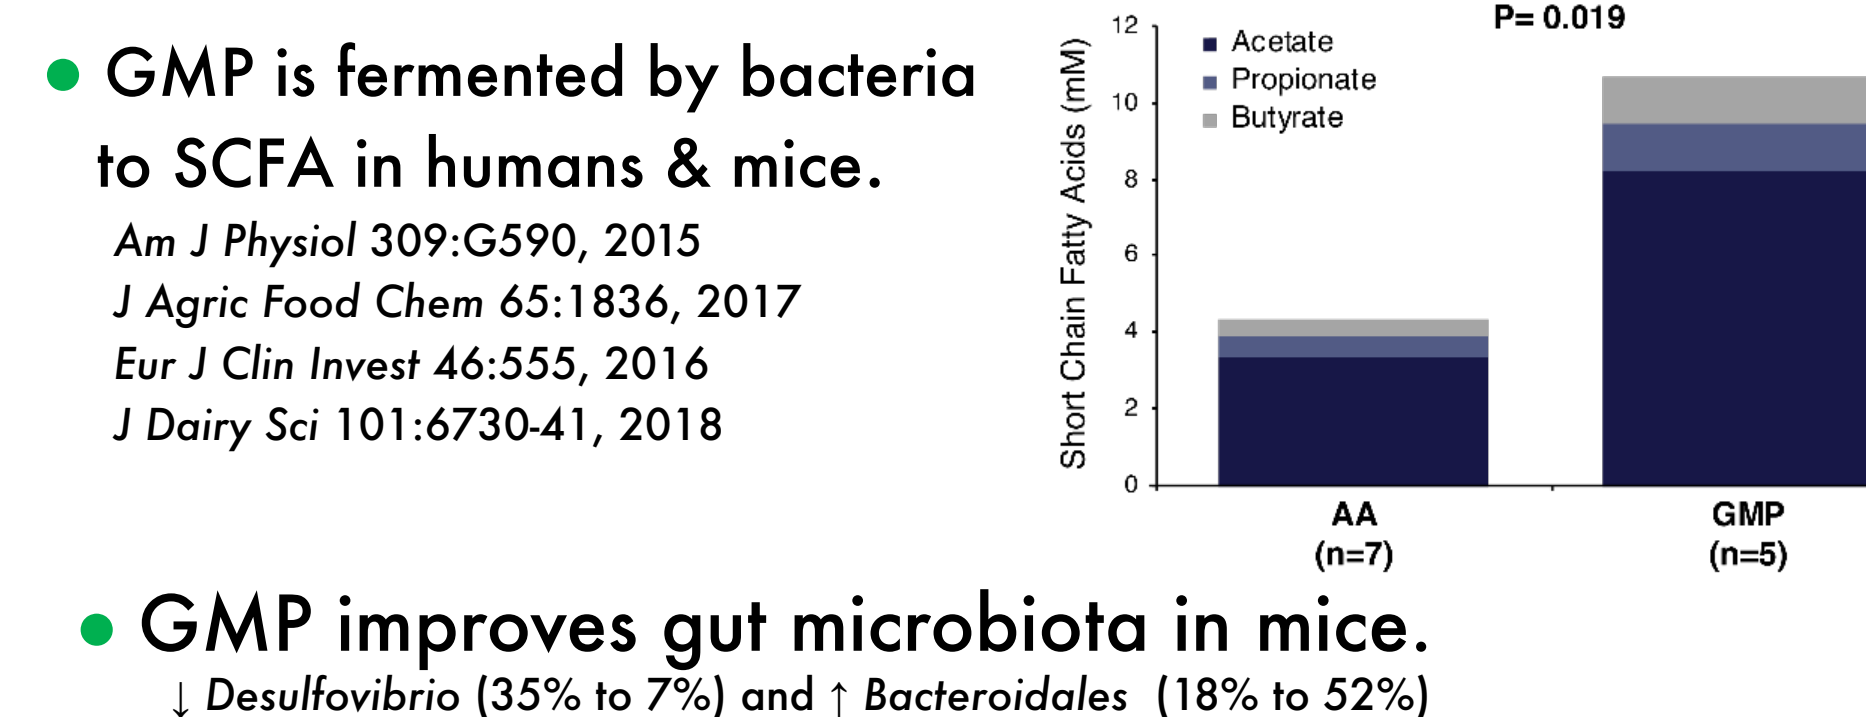 ● GMP is fermented by bacteria
to SCFA in humans & mice.
Am J Physiol 309:G590, 2015
J Agric Food Chem 65:1836, 2017
Eur J Clin Invest 46:555, 2016
J Dairy Sci 101:6730-41, 2018
P= 0.019
Short Chain Fatty Acids (mM)
12
10
8
6
4
2
0
Acetate
Propionate
Butyrate
AA
(n=7)
GMP
(n=5)
● GMP improves gut microbiota in mice.
↓ Desulfovibrio (35% to 7%) and ↑ Bacteroidales (18% to 52%)